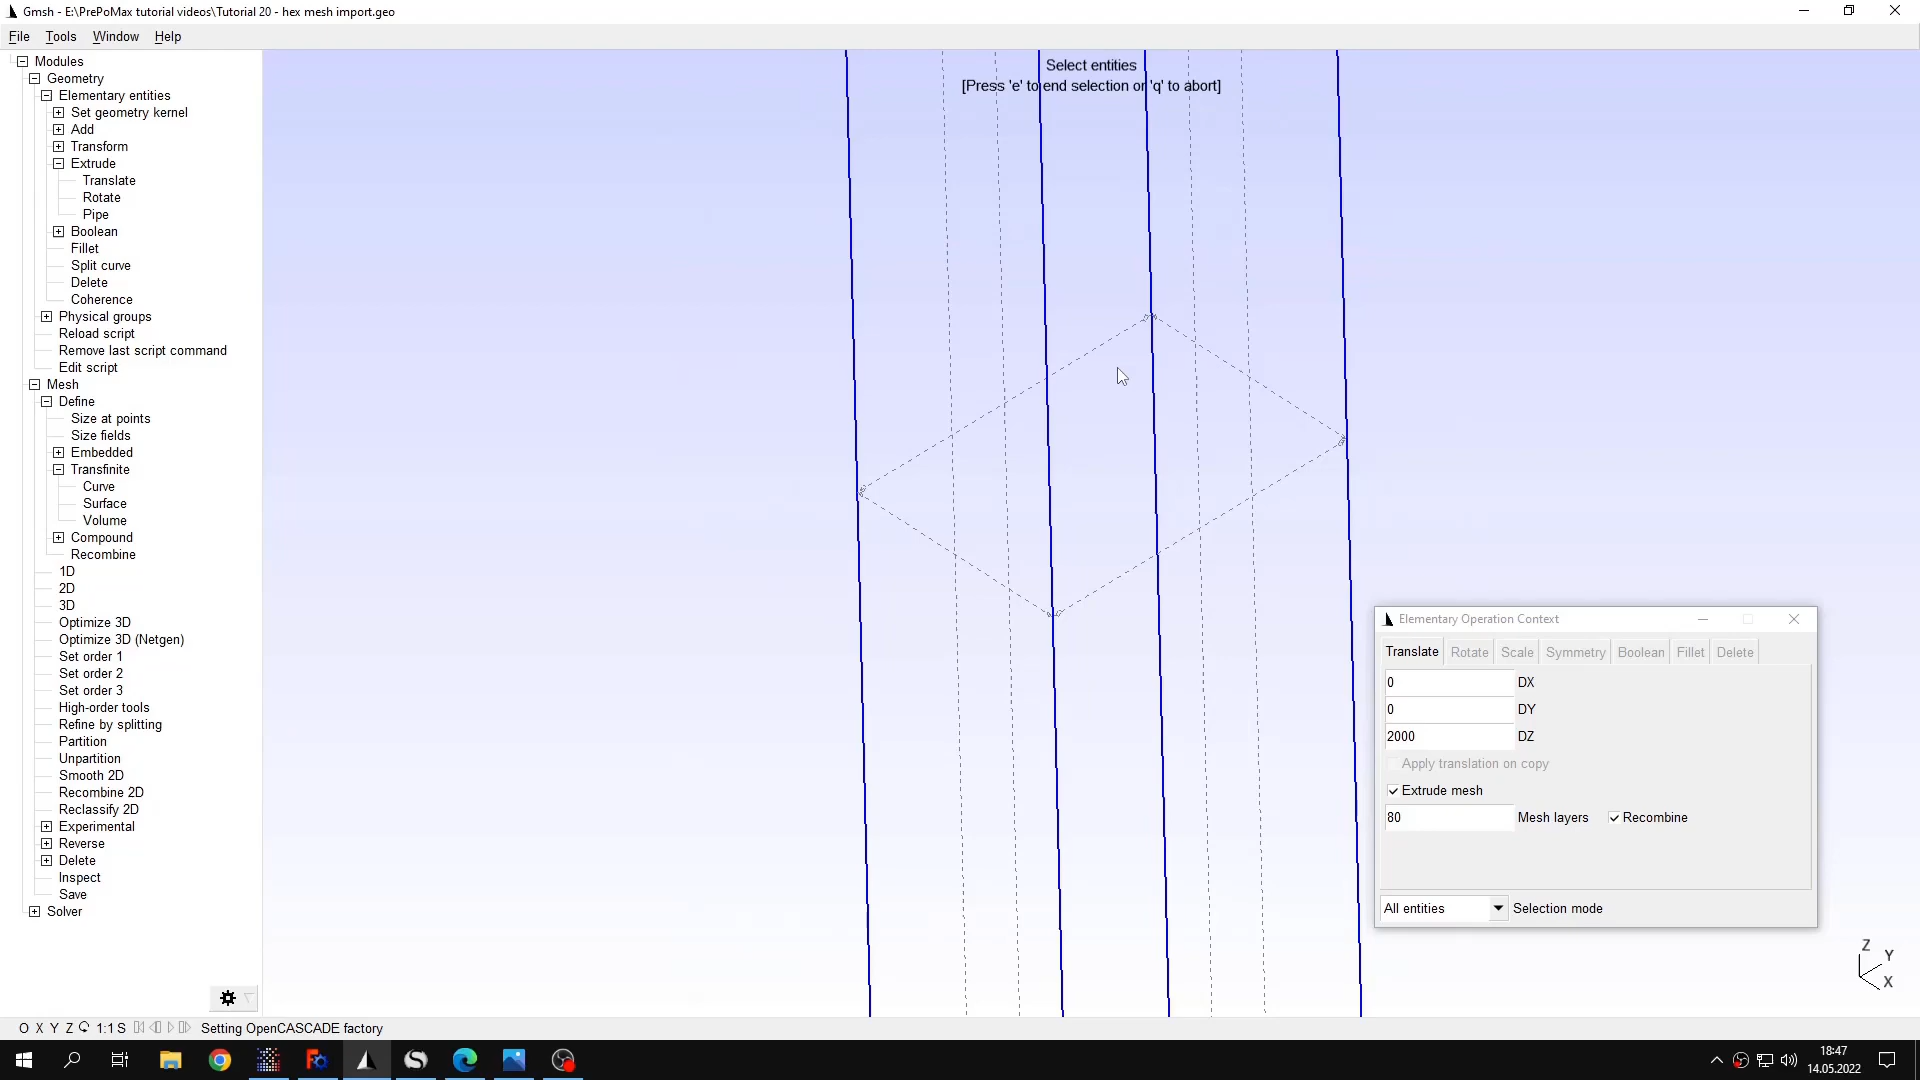 Gmsh - E:\PrePoMax tutorial videos\Tutorial 20 - hex mesh import.geo
File Tools Window Help
Modules
Geometry
Elementary entities
Set geometry kernel
Add
Transform
Extrude
Translate
Rotate
Pipe
Boolean
Fillet
Split curve
Delete
Coherence
Physical groups
Reload script
Remove last script command
Edit script
Mesh
Define
Size at points
Size fields
Embedded
Transfinite
Curve
Surface
Volume
Compound
Recombine
1D
2D
3D
Optimize 3D
Optimize 3D (Netgen)
Set order 1
Set order 2
Set order 3
High-order tools
Refine by splitting
Partition
Unpartition
Smooth 2D
Recombine 2D
Reclassify 2D
Experimental
Reverse
Delete
Inspect
Save
Solver
Select entities
[Press 'e' to end selection or 'q' to abort]
Elementary Operation Context
Translate Rotate Scale Symmetry Boolean Fillet Delete
0 DX
0 DY
2000 DZ
Apply translation on copy
Extrude mesh
80 Mesh layers Recombine
All entities Selection mode
Z
Y
X
O X Y Z 1:1 S Setting OpenCASCADE factory
18:47
14.05.2022